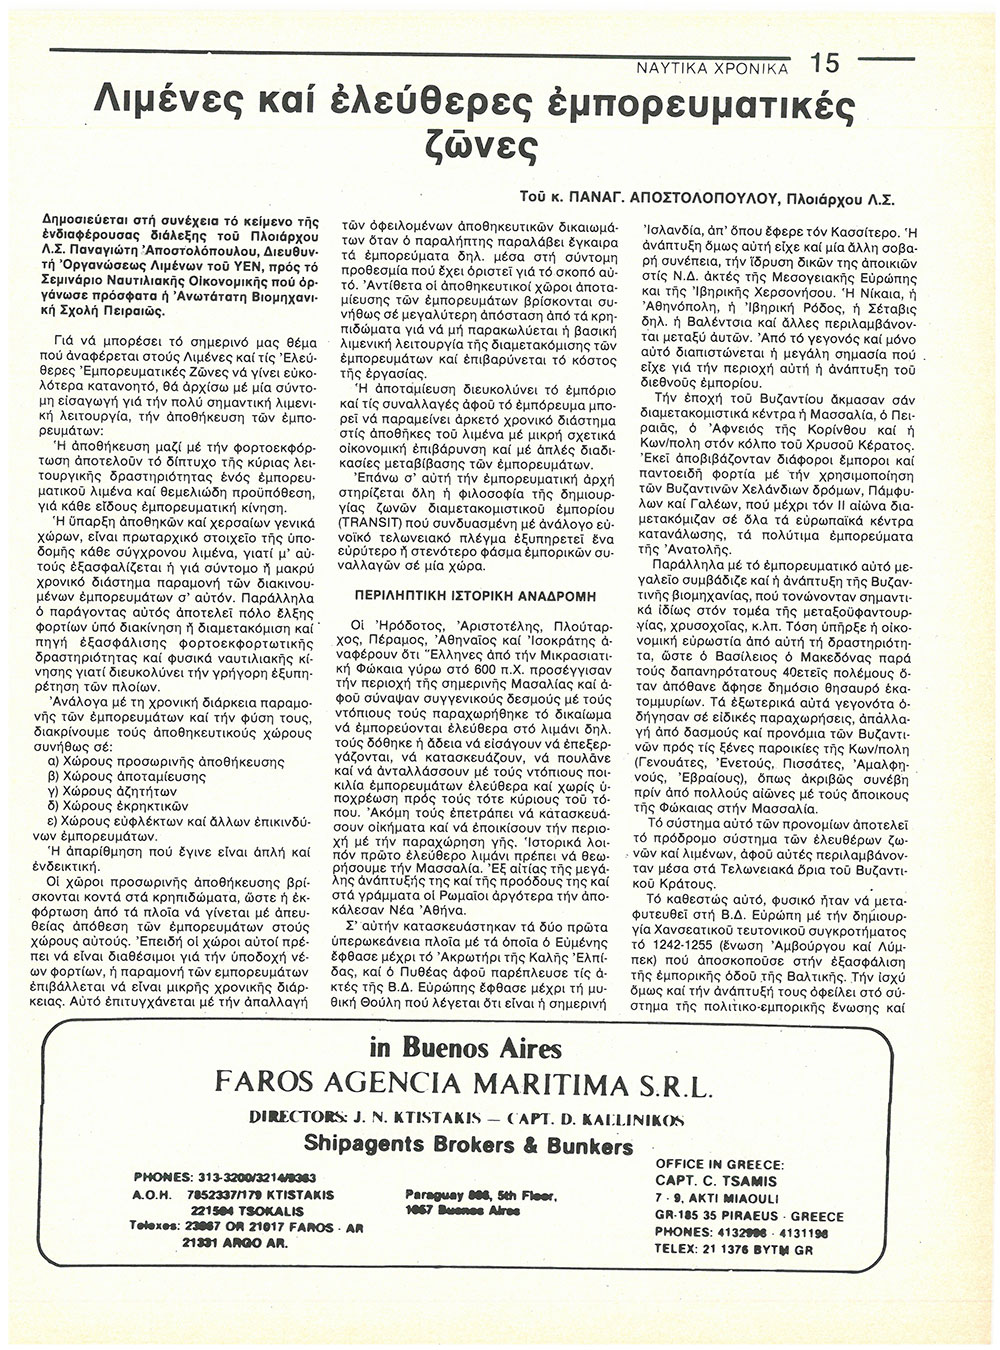 ΝΑΥΤΙΚΑ ΧΡΟΝΙΚΑ 15
Λιμένες καί ἐλεύθερες ἐμπορευματικές
ζῶνες
Τοῦ κ. ΠΑΝΑΓ. ΑΠΟΣΤΟΛΟΠΟΥΛΟΥ, Πλοιάρχου Λ.Σ.
Δημοσιεύεται στή συνέχεια τό κείμενο τῆς
ἐνδιαφέρουσας διάλεξης τοῦ Πλοιάρχου
Λ.Σ. Παναγιώτη Ἀποστολόπουλου, Διευθυν-
τή Ὀργανώσεως Λιμένων τοῦ ΥΕΝ, πρός τό
Σεμινάριο Ναυτιλιακῆς Οἰκονομικῆς πού ὀρ-
γάνωσε πρόσφατα ἡ Ἀνωτάτατη Βιομηχανι-
κή Σχολή Πειραιῶς.
Γιά νά μπορέσει τό σημερινό μας θέμα
πού ἀναφέρεται στούς Λιμένες καί τίς Ἐλεύ-
θερες Ἐμπορευματικές Ζῶνες νά γίνει εὐκο-
λότερα κατανοητό, θά ἀρχίσω μέ μία σύντο-
μη εἰσαγωγή γιά τήν πολύ σημαντική λιμενι-
κή λειτουργία, τήν ἀποθήκευση τῶν ἐμπο-
ρευμάτων:
Ἡ ἀποθήκευση μαζί μέ τήν φορτοεκφόρ-
τωση ἀποτελοῦν τό δίπτυχο τῆς κύριας λει-
τουργικῆς δραστηριότητας ἑνός ἐμπορευ-
ματικοῦ λιμένα καί θεμελιώδη προϋπόθεση,
γιά κάθε εἴδους ἐμπορευματική κίνηση.
Ἡ ὕπαρξη ἀποθηκῶν καί χερσαίων γενικά
χώρων, εἶναι πρωταρχικό στοιχεῖο τῆς ὑπο-
δομῆς κάθε σύγχρονου λιμένα, γιατί μ' αὐ-
τούς ἐξασφαλίζεται ἡ γιά σύντομο ἤ μακρύ
χρονικό διάστημα παραμονή τῶν διακινου-
μένων ἐμπορευμάτων σ' αὐτόν. Παράλληλα
ὁ παράγοντας αὐτός ἀποτελεῖ πόλο ἕλξης
φορτίων ὑπό διακίνηση ἤ διαμετακόμιση καί
πηγή ἐξασφάλισης φορτοεκφορτωτικῆς
δραστηριότητας καί φυσικά ναυτιλιακῆς κί-
νησης γιατί διευκολύνει τήν γρήγορη ἐξυπη-
ρέτηση τῶν πλοίων.
Ἀνάλογα μέ τη χρονική διάρκεια παραμο-
νῆς τῶν ἐμπορευμάτων καί τήν φύση τους,
διακρίνουμε τούς ἀποθηκευτικούς χώρους
συνήθως σέ:
α) Χώρους προσωρινῆς ἀποθήκευσης
β) Χώρους ἀποταμίευσης
γ) Χώρους ἀζητήτων
δ) Χώρους ἐκρηκτικῶν
ε) Χώρους εὐφλέκτων καί ἄλλων ἐπικινδύ-
νων ἐμπορευμάτων.
Ἡ ἀπαρίθμιση πού ἔγινε εἶναι ἁπλή καί
ἐνδεικτική.
Οἱ χῶροι προσωρινῆς ἀποθήκευσης βρί-
σκονται κοντά στά κρηπιδώματα, ὥστε ἡ ἐκ-
φόρτωση ἀπό τά πλοῖα νά γίνεται μέ ἀπευ-
θείας ἀπόθεση τῶν ἐμπορευμάτων στούς
χώρους αὐτούς. Ἐπειδή οἱ χῶροι αὐτοί πρέ-
πει νά εἶναι διαθέσιμοι γιά τήν ὑποδοχή νέ-
ων φορτίων, ἡ παραμονή τῶν εμπορευμάτων
ἐπιβάλλεται νά εἶναι μικρῆς χρονικῆς διάρ-
κειας. Αὐτό ἐπιτυγχάνεται μέ τήν ἀπαλλαγή
τῶν ὀφειλομένων ἀποθηκευτικῶν δικαιωμά-
των ὅταν ὁ παραλήπτης παραλάβει ἔγκαιρα
τά ἐμπορεύματα δηλ. μέσα στή σύντομη
προθεσμία πού ἔχει ὁριστεῖ γιά τό σκοπό αὐ-
τό. Ἀντίθετα οἱ ἀποθηκευτικοί χῶροι ἀποτα-
μίευσης τῶν ἐμπορευμάτων βρίσκονται συ-
νήθως σέ μεγαλύτερη ἀπόσταση ἀπό τά κρη-
πιδώματα γιά νά μή παρακωλύεται ἡ βασική
λιμενική λειτουργία τῆς διαμετακόμισης τῶν
ἐμπορευμάτων καί ἐπιβαρύνεται τό κόστος
τῆς ἐργασίας.
Ἡ ἀποταμίευση διευκολύνει τό ἐμπόριο
καί τίς συναλλαγές ἀφοῦ τό ἐμπόρευμα μπο-
ρεῖ νά παραμείνει ἀρκετό χρονικό διάστημα
στίς ἀποθῆκες τοῦ λιμένα μέ μικρή σχετικά
οἰκονομική ἐπιβάρυνση καί μέ ἁπλές διαδι-
κασίες μεταβίβασης τῶν ἐμπορευμάτων.
Ἐπάνω σ' αὐτή τήν ἐμπορευματική ἀρχή
στηρίζεται ὅλη ἡ φιλοσοφία τῆς δημιουρ-
γίας ζωνῶν διαμετακομιστικοῦ ἐμπορίου
(TRANSIT) πού συνδυασμένη μέ ἀνάλογο εὐ-
νοϊκό τελωνειακό πλέγμα ἐξυπηρετεῖ ἕνα
εὐρύτερο ἤ στενότερο φάσμα ἐμπορικῶν συ-
ναλλαγῶν σέ μία χώρα.
ΠΕΡΙΛΗΠΤΙΚΗ ΙΣΤΟΡΙΚΗ ΑΝΑΔΡΟΜΗ
Οἱ Ἡρόδοτος, Ἀριστοτέλης, Πλούταρ-
χος, Πέραμος, Ἀθηναῖος καί Ἰσοκράτης ἀ-
ναφέρουν ὅτι Ἕλληνες ἀπό τήν Μικρασιατι-
κή Φώκαια γύρω στό 600 π.Χ. προσέγγισαν
τήν περιοχή τῆς σημερινῆς Μασαλίας καί ἀ-
φοῦ σύναψαν συγγενικούς δεσμούς μέ τούς
ντόπιους τούς παραχωρήθηκε τό δικαίωμα
νά ἐμπορεύονται ἐλεύθερα στό λιμάνι δηλ.
τούς δόθηκε ἡ ἄδεια νά εἰσάγουν νά ἐπεξερ-
γάζονται, νά κατασκευάζουν, νά πουλᾶνε
καί νά ἀνταλλάσσουν μέ τούς ντόπιους ποι-
κιλία ἐμπορευμάτων ἐλεύθερα καί χωρίς ὑ-
ποχρέωση πρός τούς τότε κύριους τοῦ τό-
που. Ἀκόμη τούς ἐπετράπει νά κατασκευά-
σουν οἰκήματα καί νά ἐποικίσουν τήν περιο-
χή μέ τήν παραχώρηση γῆς. Ἱστορικά λοι-
πόν πρῶτο ἐλεύθερο λιμάνι πρέπει νά θεω-
ρήσουμε τήν Μασσαλία. Ἐξ αἰτίας τῆς μεγά-
λης ἀνάπτυξής της καί τῆς προόδους της καί
στά γράμματα οἱ Ρωμαῖοι ἀργότερα τήν ἀπο-
κάλεσαν Νέα Ἀθήνα.
Σ' αὐτήν κατασκευάστηκαν τά δύο πρῶτα
ὑπερωκεάνεια πλοῖα μέ τά ὁποῖα ὁ Εὐμένης
ἔφθασε μέχρι τό Ἀκρωτήρι τῆς Καλῆς Ἐλπί-
δας, καί ὁ Πυθέας ἀφοῦ παρέπλευσε τίς ἀ-
κτές τῆς Β.Δ. Εὐρώπης ἔφθασε μέχρι τή μυ-
θική Θούλη πού λέγεται ὅτι εἶναι ἡ σημερινή
Ἰσλανδία, ἀπ' ὅπου ἔφερε τόν Κασσίτερο. Ἡ
ἀνάπτυξη ὅμως αὐτή εἶχε καί μία ἄλλη σοβα-
ρή συνέπεια, τήν ἵδρυση δικῶν της ἀποικιῶν
στίς Ν.Δ. ἀκτές τῆς Μεσογειακῆς Εὐρώπης
και τῆς Ἰβηρικῆς Χερσονήσου. Ἡ Νίκαια, ἡ
Ἀθηνόπολη, ἡ Ἰβηρική Ρόδος, ἡ Σέταβις
δηλ. ἡ Βαλέντσια καί ἄλλες περιλαμβάνον-
ται μεταξύ αὐτῶν. Ἀπό τό γεγονός καί μόνο
αὐτό διαπιστώνεται ἡ μεγάλη σημασία πού
εἶχε γιά τήν περιοχή αὐτή ἡ ἀνάπτυξη τοῦ
διεθνοῦς ἐμπορίου.
Τήν ἐποχή τοῦ Βυζαντίου ἄκμασαν σάν
διαμετακομιστικά κέντρα ἡ Μασσαλία, ὁ Πει-
ραιᾶς, ὁ Ἀφνειός τῆς Κορίνθου καί ἡ
Κων/πολη στόν κόλπο τοῦ Χρυσοῦ Κέρατος.
Ἐκεῖ ἀποβιβάζονταν διάφοροι ἔμποροι καί
παντοειδῆ φορτία μέ τήν χρησιμοποίηση
τῶν Βυζαντινῶν Χελάνδιων δρόμων, Πάμφυ-
λων καί Γαλέων, πού μέχρι τόν ΙΙ αἰώνα δια-
μετακόμιζαν σέ ὅλα τά εὐρωπαϊκά κέντρα
κατανάλωσης, τά πολύτιμα ἐμπορεύματα
τῆς Ἀνατολῆς.
Παράλληλα μέ τό ἐμπορευματικό αὐτό με-
γαλεῖο συμβάδιζε καί ἡ ἀνάπτυξη τῆς Βυζαν-
τινῆς βιομηχανίας, πού τονώνονταν σημαντι-
κά ἰδίως στόν τομέα τῆς μεταξοϋφαντουρ-
γίας, χρυσοχοΐας, κ.λπ. Τόση ὑπῆρξε ἡ οἰκο-
νομική εὐρωστία ἀπό αὐτή τή δραστηριότη-
τα, ὥστε ὁ Βασίλειος ὁ Μακεδόνας παρά
τούς δαπανηρότατους 40ετεῖς πολέμους ὅ-
ταν ἀπόθανε ἄφησε δημόσιο θησαυρό ἑκα-
τομμυρίων. Τά ἐξωτερικά αὐτά γεγονότα ὁ-
δήγησαν σέ εἰδικές παραχωρήσεις, ἀπαλλα-
γή ἀπό δασμούς καί προνόμια τῶν Βυζαντι-
νῶν πρός τίς ξένες παροικίες τῆς Κων/πολη
(Γενουάτες, Ἐνετούς, Πισσάτες, Ἀμαλφη-
νούς, Ἑβραίους), ὅπως ἀκριβῶς συνέβη
πρίν ἀπό πολλούς αἰῶνες μέ τούς ἄποικους
τῆς Φώκαιας στήν Μασσαλία.
Τό σύστημα αὐτό τῶν προνομίων ἀποτελεῖ
τό πρόδρομο σύστημα τῶν ἐλευθέρων ζω-
νῶν καί λιμένων, ἀφοῦ αὐτές περιλαμβάνον-
ταν μέσα στά Τελωνειακά ὅρια τοῦ Βυζαντι-
κοῦ Κράτους.
Τό καθεστώς αὐτό, φυσικό ἦταν νά μετα-
φυτευθεῖ στή Β.Δ. Εὐρώπη μέ τήν δημιουρ-
γία Χανσεατικοῦ τευτονικοῦ συγκροτήματος
τό 1242-1255 (ἕνωση Ἀμβούργου καί Λύμ-
πεκ) πού ἀποσκοποῦσε στήν ἐξασφάλιση
τῆς ἐμπορικῆς ὁδοῦ τῆς Βαλτικῆς. Τήν ἰσχύ
ὅμως καί τήν ἀνάπτυξή τους ὀφείλει στό σύ-
στημα τῆς πολιτικο-εμπορικῆς ἕνωσης καί
in Buenos Aires
FAROS AGENCIA MARITIMA S.R.L.
DIRECTORS: J. N. KTISTAKIS — CAPT. D. KALLINIKOS
Shipagents Brokers & Bunkers
PHONES: 313-3200/3214/9363
A.O.H. 7852337/179 KTISTAKIS
221504 TSOKALIS
Telexes: 23067 OR 21017 FAROS - AR
21331 ARGO AR.
Paraguay 5th Floor,
1057 Buenos Aires
OFFICE IN GREECE:
CAPT. C. TSAMIS
7 - 9, AKTI MIAOULI
GR-185 35 PIRAEUS - GREECE
PHONES: - 4131196
TELEX: 21 1376 BYTM GR